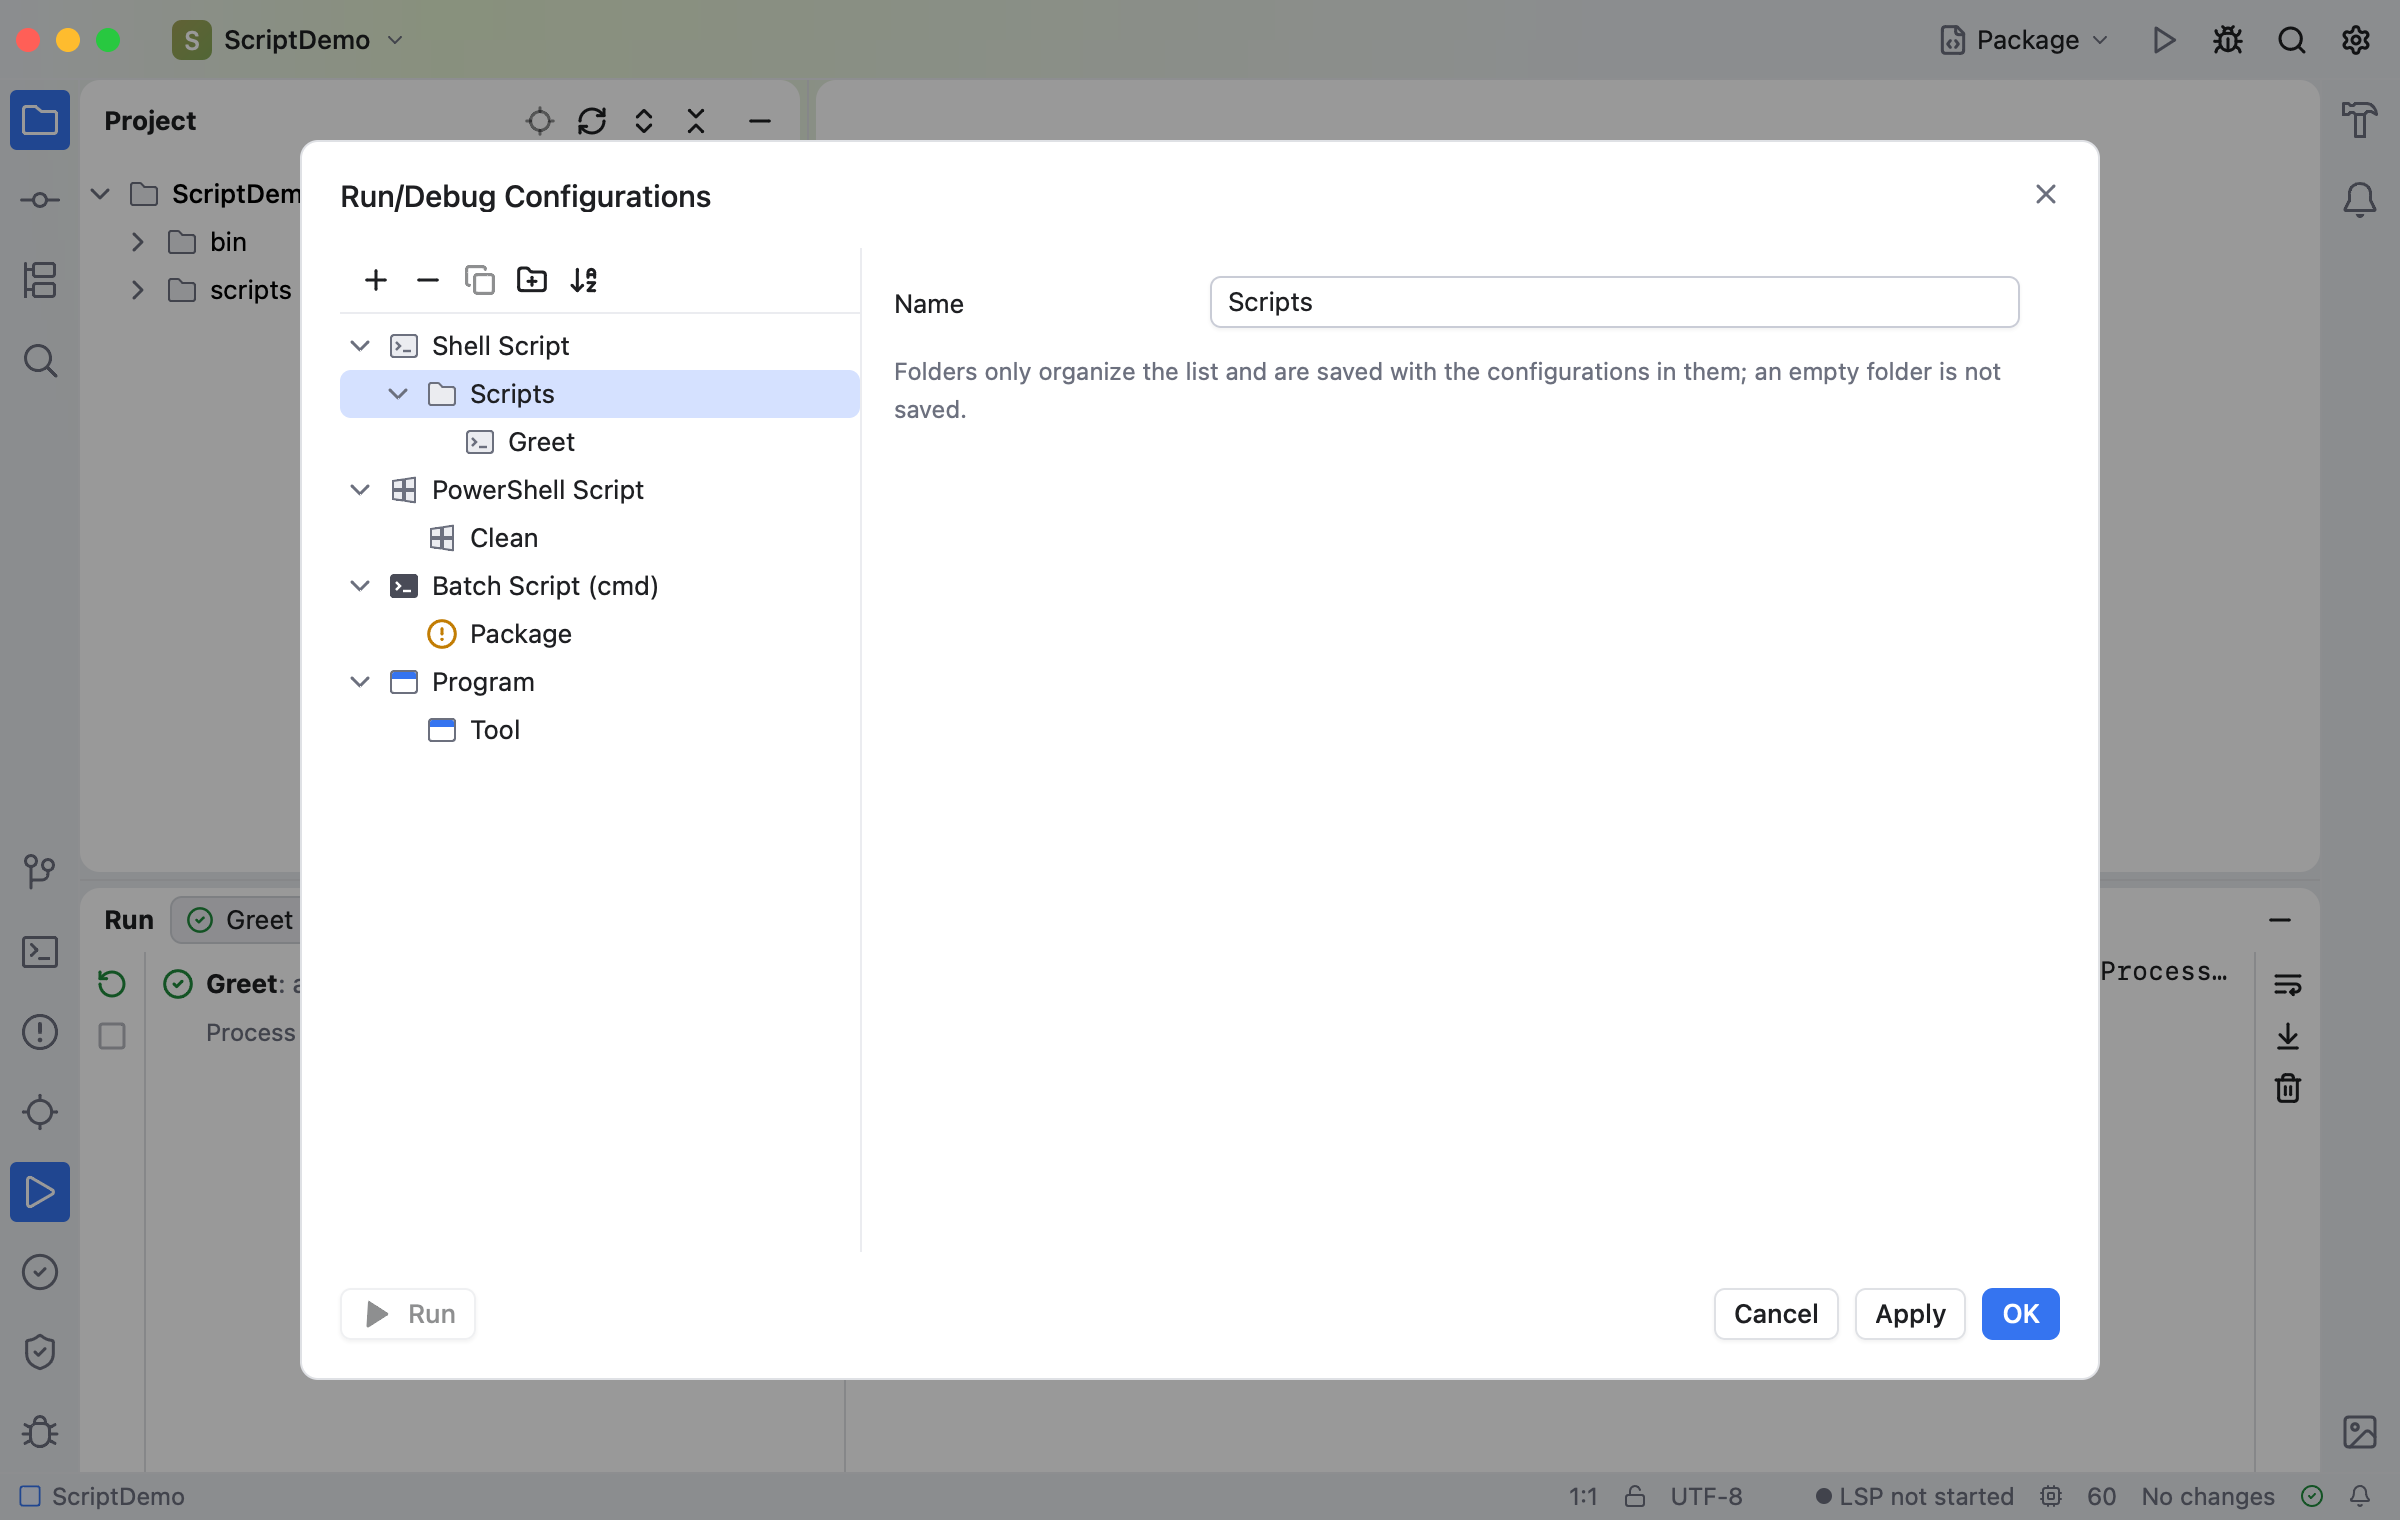 S ScriptDemo
Package
Project
ScriptDem
bin
scripts
Run/Debug Configurations
Shell Script
Scripts
Greet
PowerShell Script
Clean
Batch Script (cmd)
Package
Program
Tool
Name
Scripts
Folders only organize the list and are saved with the configurations in them; an empty folder is not
saved.
Run
Cancel
Apply
OK
Run
Greet
Greet: a
Process
Process…
ScriptDemo
1:1
UTF-8
LSP not started
60
No changes